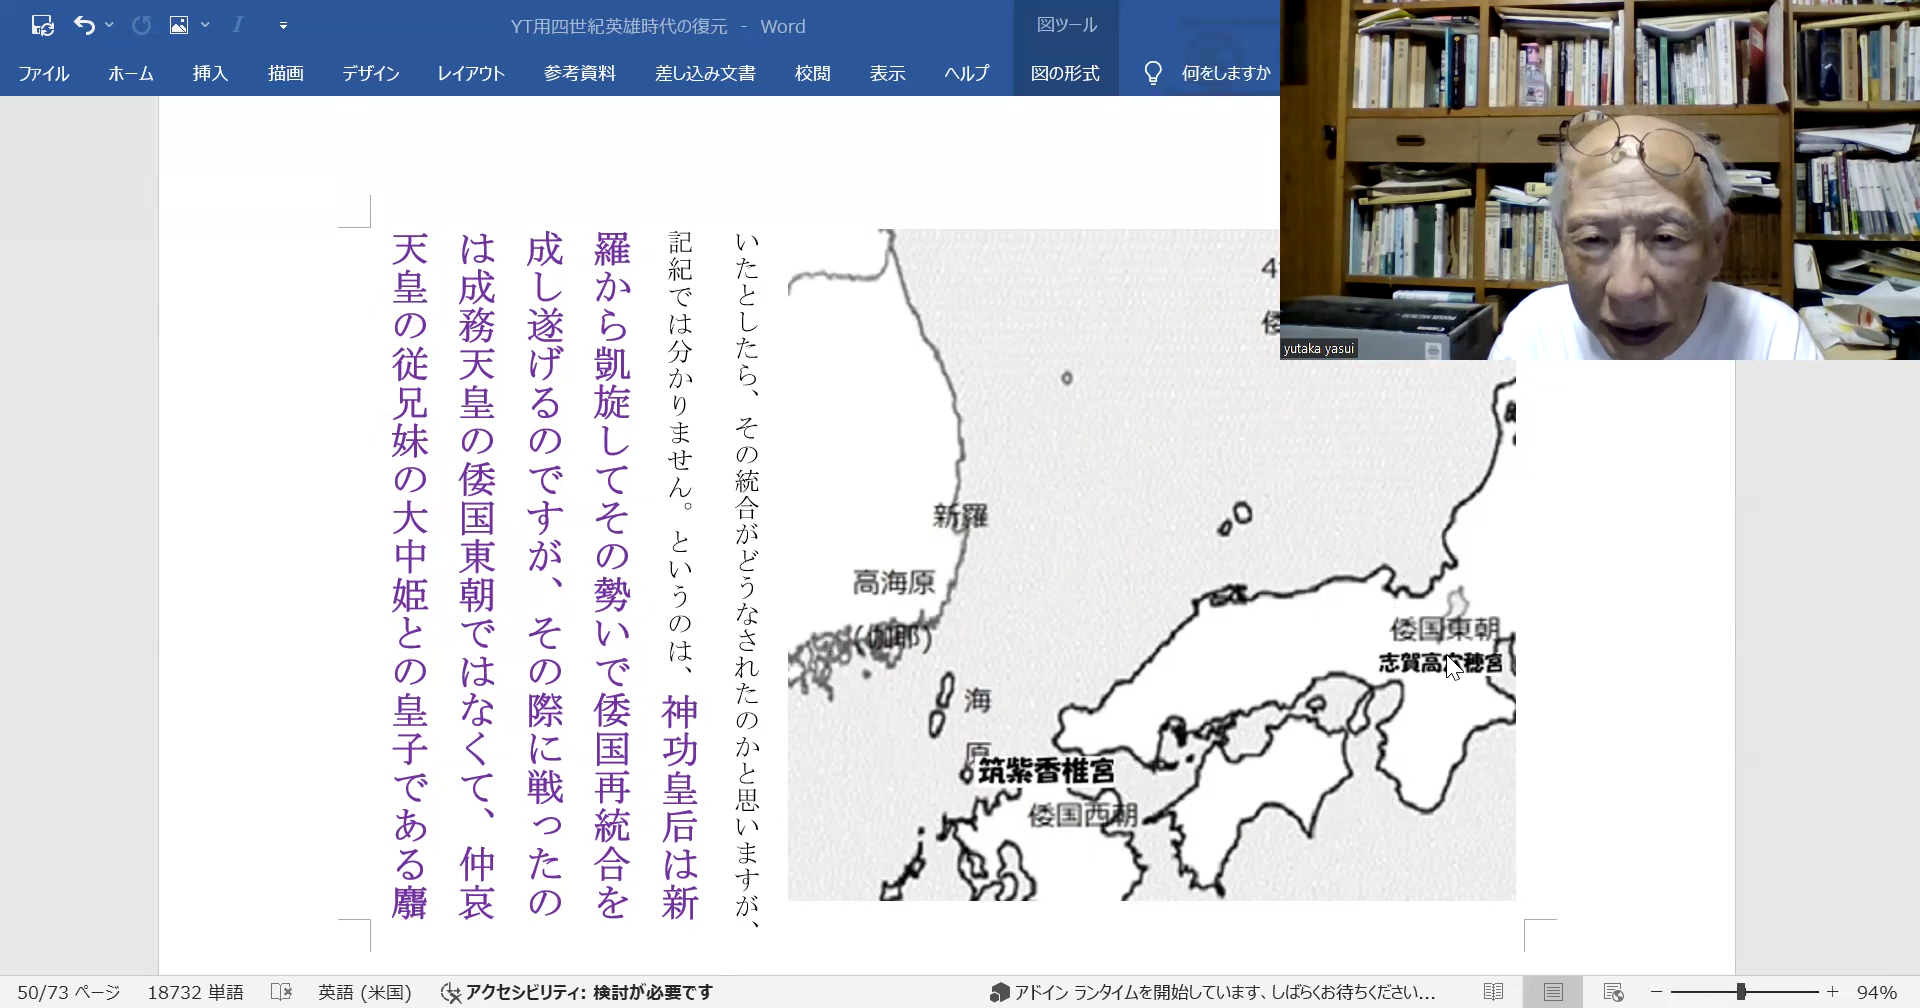 YT用四世紀英雄時代の復元 - Word
図ツール
ファイル
ホーム
挿入
描画
デザイン
レイアウト
参考資料
差し込み文書
校閲
表示
ヘルプ
図の形式
何をしますか
yutaka yasui
新羅
高海原
(伽耶)
海
原
筑紫香椎宮
倭国西朝
倭国東朝
志賀高穴穂宮
いたとしたら、その統合がどうなされたのかと思いますが、
記紀では分かりません。というのは、神功皇后は新
羅から凱旋してその勢いで倭国再統合を
成し遂げるのですが、その際に戦ったの
は成務天皇の倭国東朝ではなくて、仲哀
天皇の従兄妹の大中姫との皇子である麛
50/73 ページ
18732 単語
英語 (米国)
アクセシビリティ: 検討が必要です
アドイン ランタイムを開始しています、しばらくお待ちください...
94%